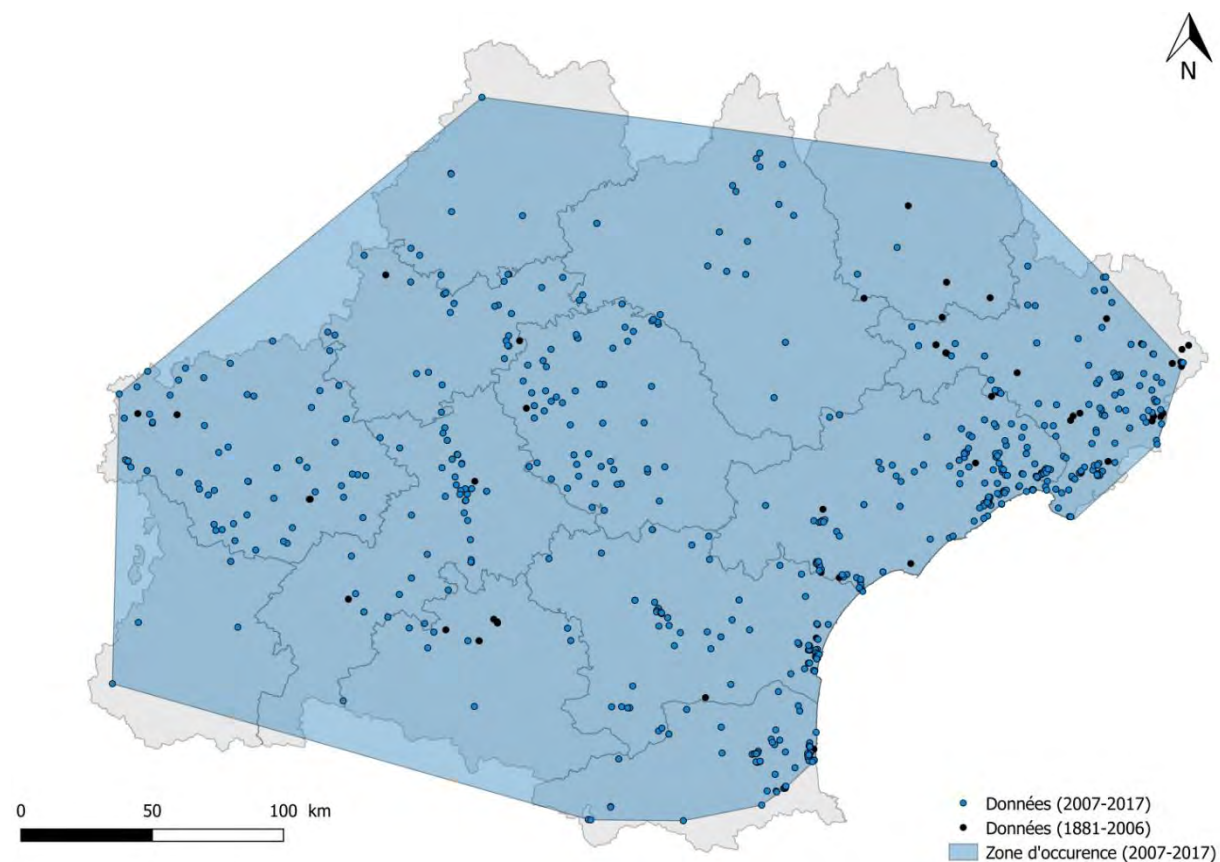 N
0 50 100 km
Données (2007-2017)
Données (1881-2006)
Zone d'occurence (2007-2017)